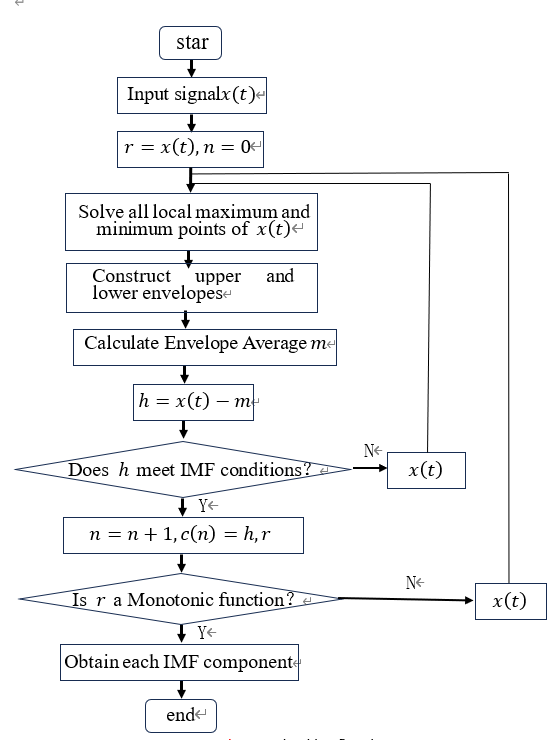 star
Input signalx(t)
r = x(t), n = 0
Solve all local maximum and
minimum points of x(t)
Construct upper and
lower envelopes
Calculate Envelope Average m
h = x(t) − m
Does h meet IMF conditions?
N
x(t)
Y
n = n + 1, c(n) = h, r
Is r a Monotonic function?
N
x(t)
Y
Obtain each IMF component
end